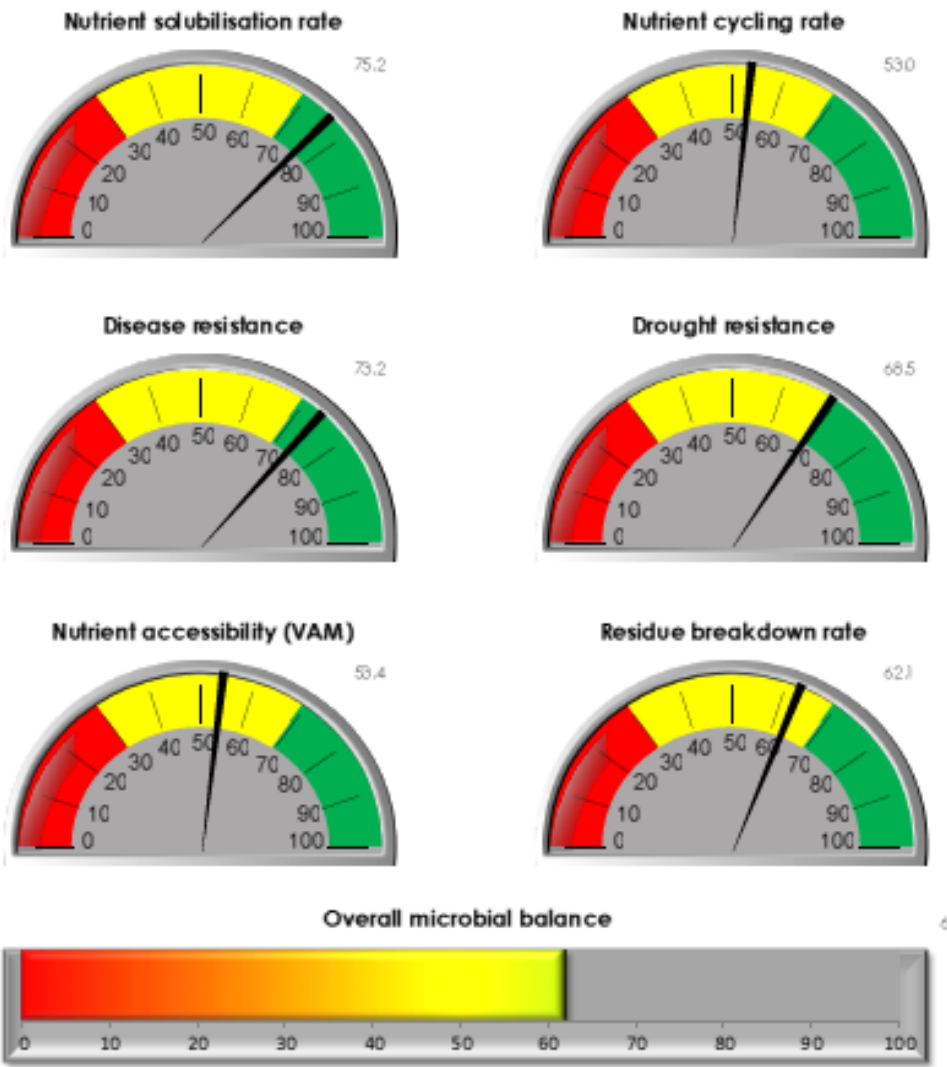 Nutrient solubilisation rate
75.2
0 10 20 30 40 50 60 70 80 90 100
Nutrient cycling rate
53.0
0 10 20 30 40 50 60 70 80 90 100
Disease resistance
73.2
0 10 20 30 40 50 60 70 80 90 100
Drought resistance
68.5
0 10 20 30 40 50 60 70 80 90 100
Nutrient accessibility (VAM)
53.4
0 10 20 30 40 50 60 70 80 90 100
Residue breakdown rate
62.1
0 10 20 30 40 50 60 70 80 90 100
Overall microbial balance
0 10 20 30 40 50 60 70 80 90 100